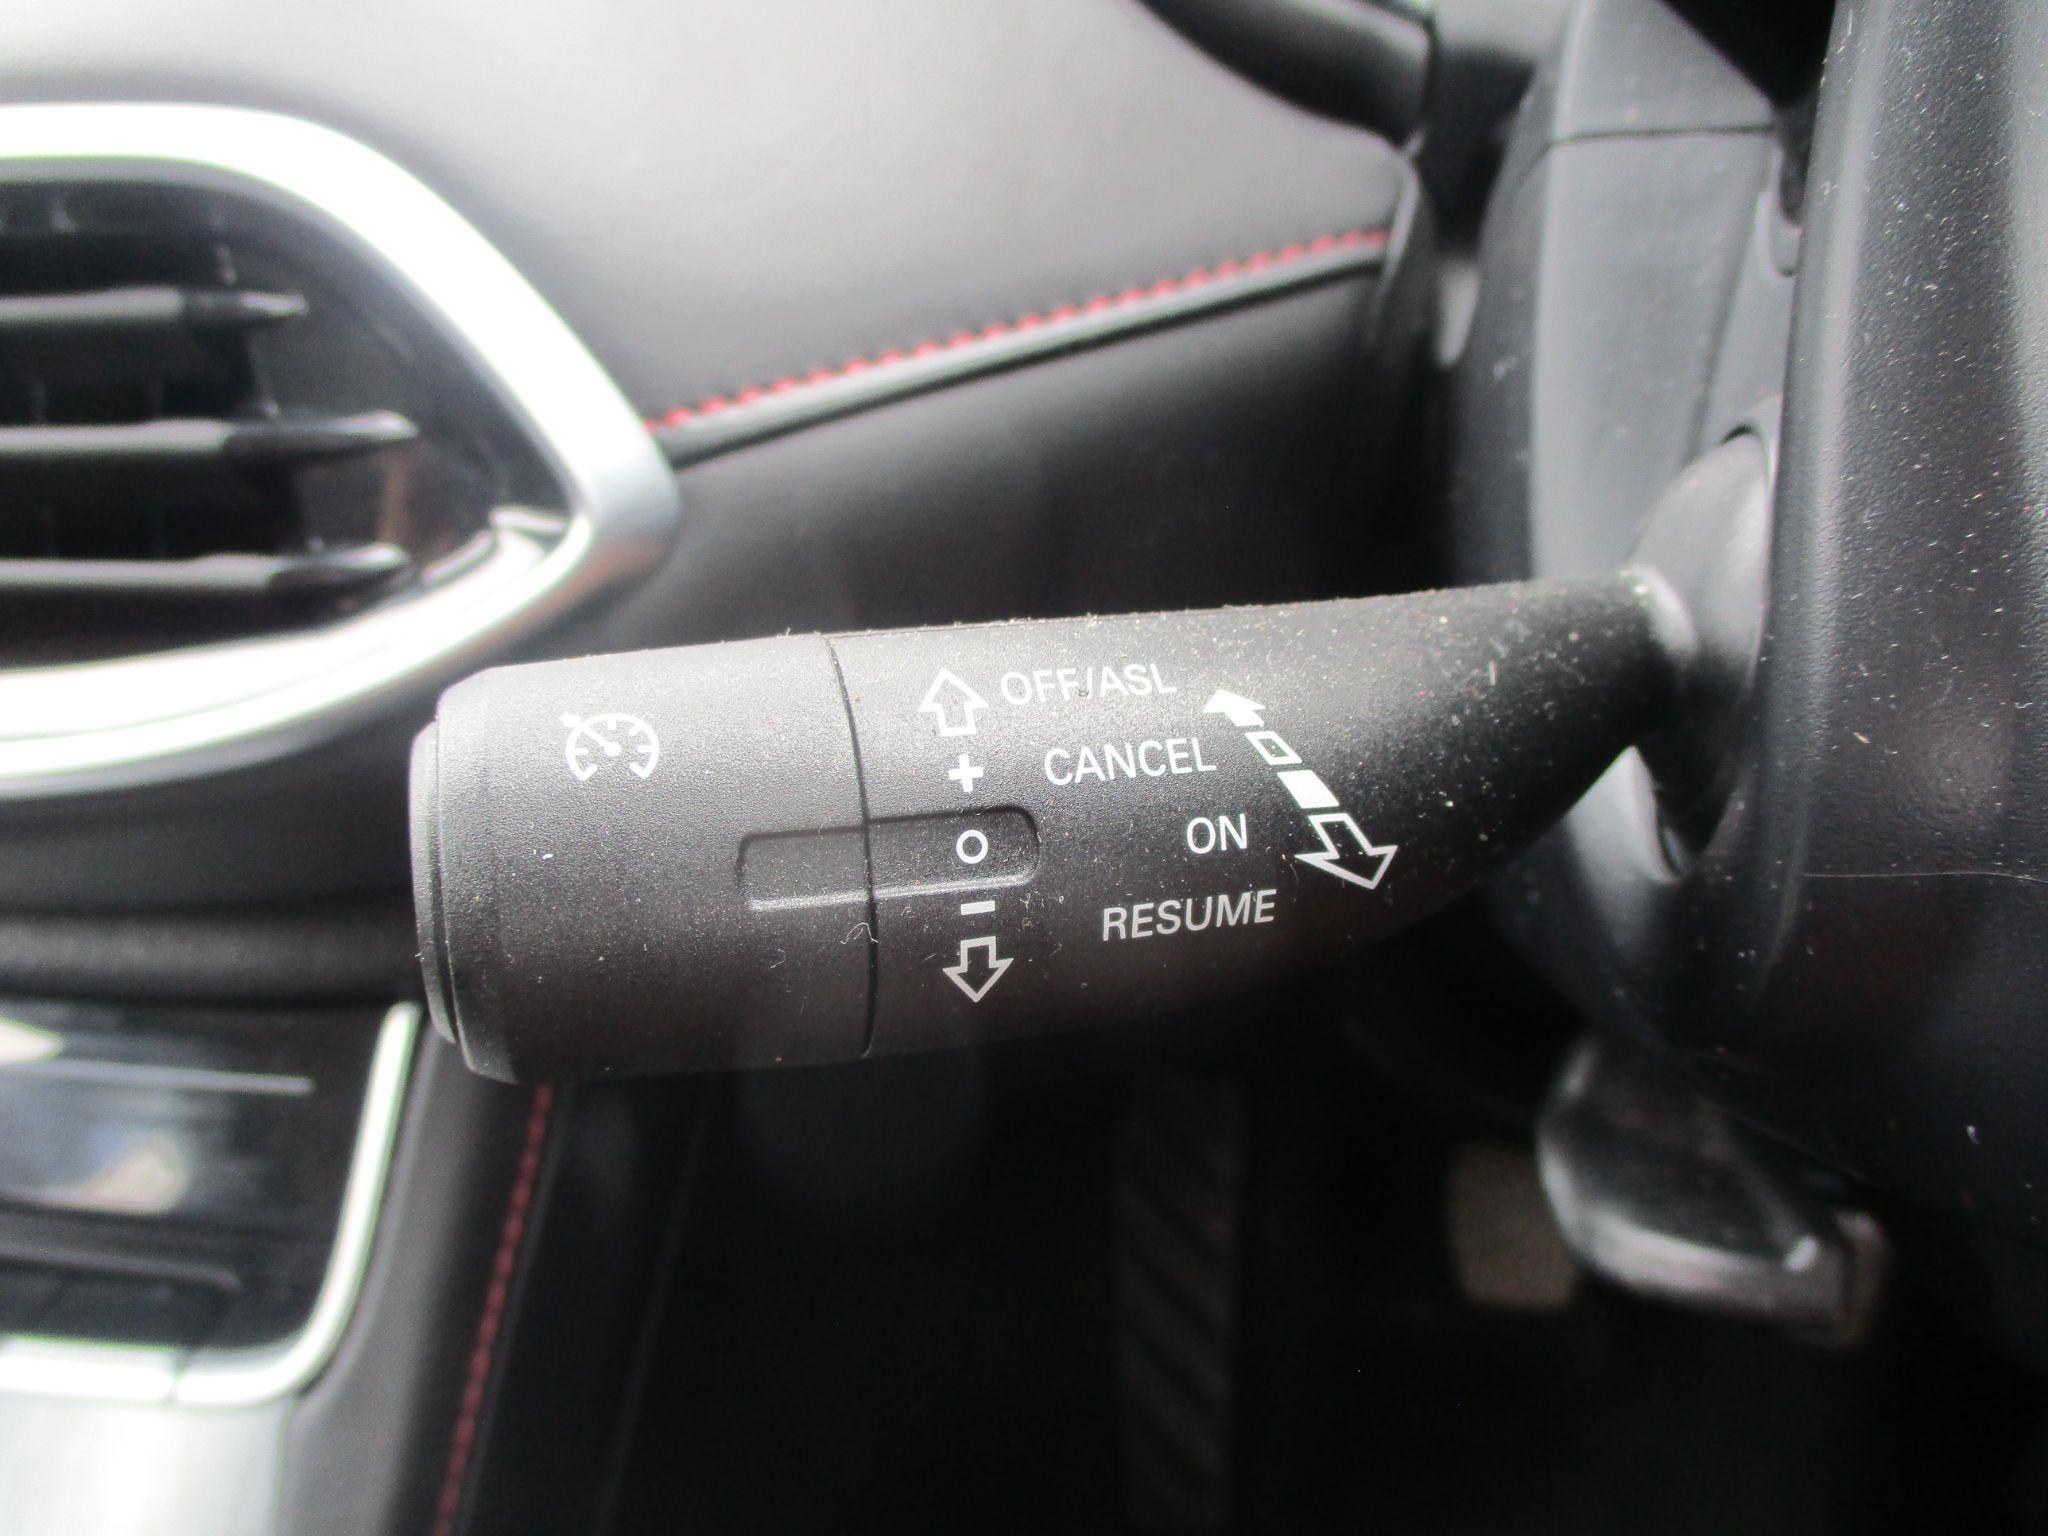 OFF/ASL
+ CANCEL
O ON
- RESUME